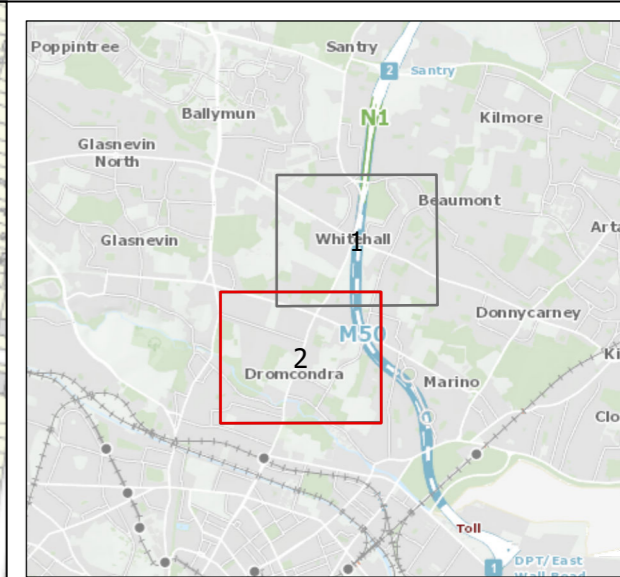 Poppintree
Santry
2
Santry
Ballymun
N1
Kilmore
Glasnevin
North
Beaumont
Glasnevin
Whitehall
1
Arta
Donnycarney
M50
2
Dromcondra
Marino
Ki
Clo
Toll
1
DPT/East
Wall Road